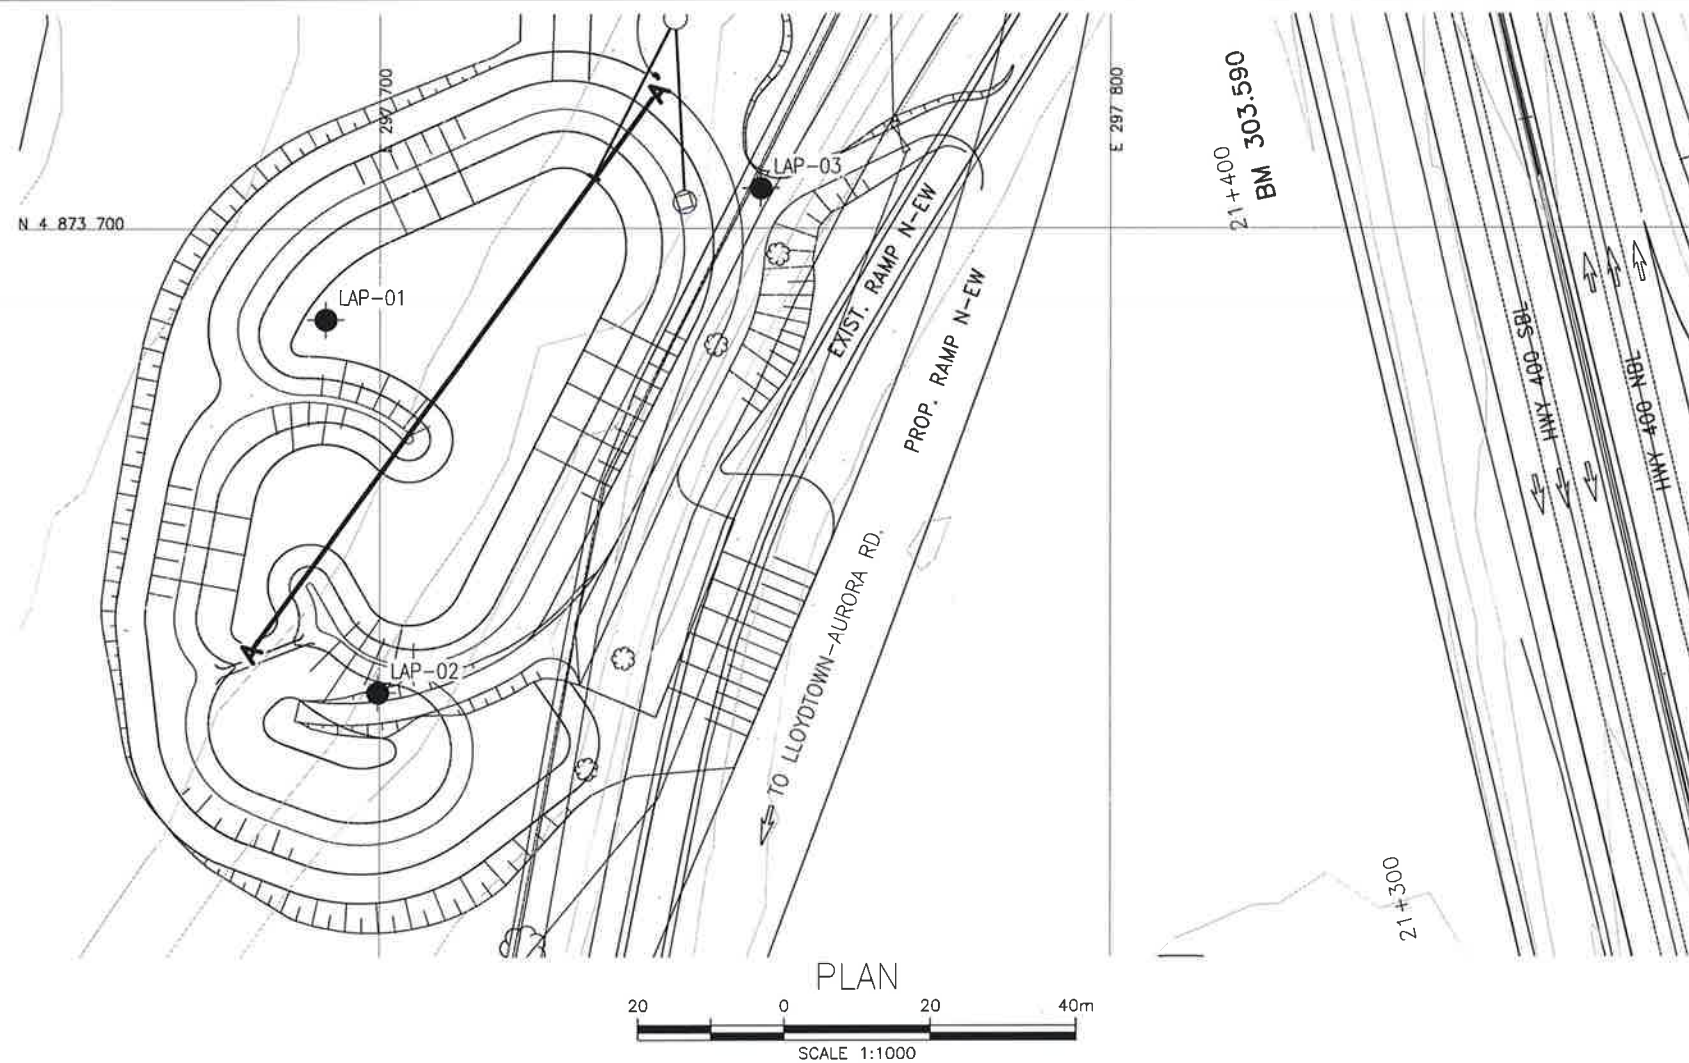 297 700
A'
LAP-03
E 297 800
21+400
BM 303.590
N 4 873 700
EXIST. RAMP N-EW
LAP-01
PROP. RAMP N-EW
HWY 400 SBL
HWY 400 NBL
A
LAP-02
TO LLOYDTOWN-AURORA RD.
21+300
PLAN
20 0 20 40m
SCALE 1:1000